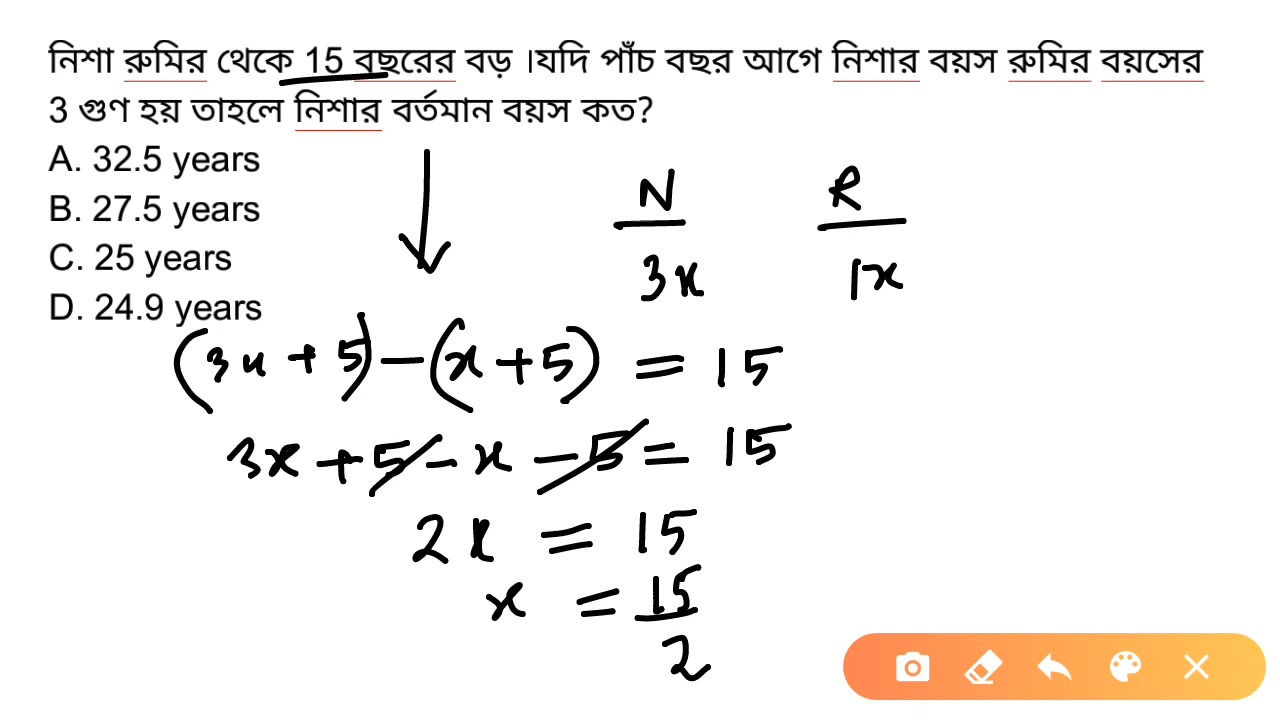 নিশা রুমির থেকে 15 বছরের বড় ।যদি পাঁচ বছর আগে নিশার বয়স রুমির বয়সের
3 গুণ হয় তাহলে নিশার বর্তমান বয়স কত?
A. 32.5 years
B. 27.5 years
C. 25 years
D. 24.9 years
N R
3x 1x
(3x + 5) - (x + 5) = 15
3x + 5 - x - 5 = 15
2x = 15
x = 15
2